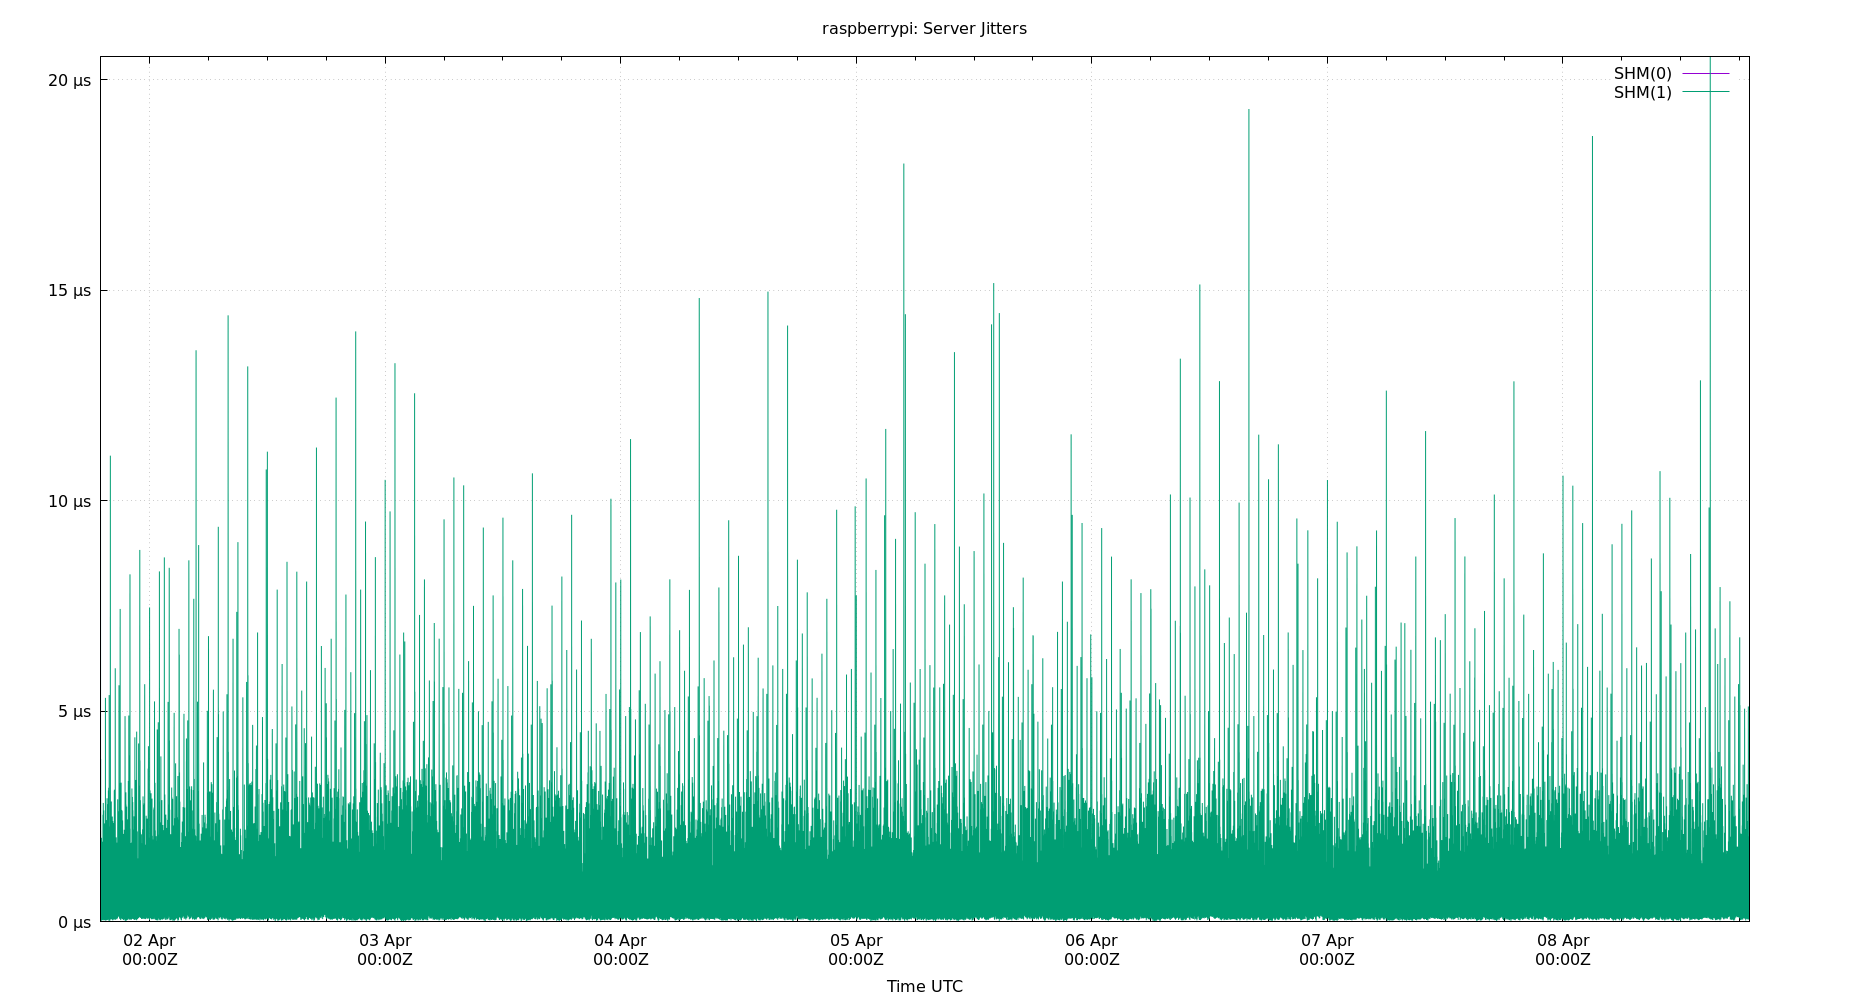 raspberrypi: Server Jitters
SHM(0)
SHM(1)
20 µs
15 µs
10 µs
5 µs
0 µs
02 Apr
00:00Z
03 Apr
00:00Z
04 Apr
00:00Z
05 Apr
00:00Z
06 Apr
00:00Z
07 Apr
00:00Z
08 Apr
00:00Z
Time UTC